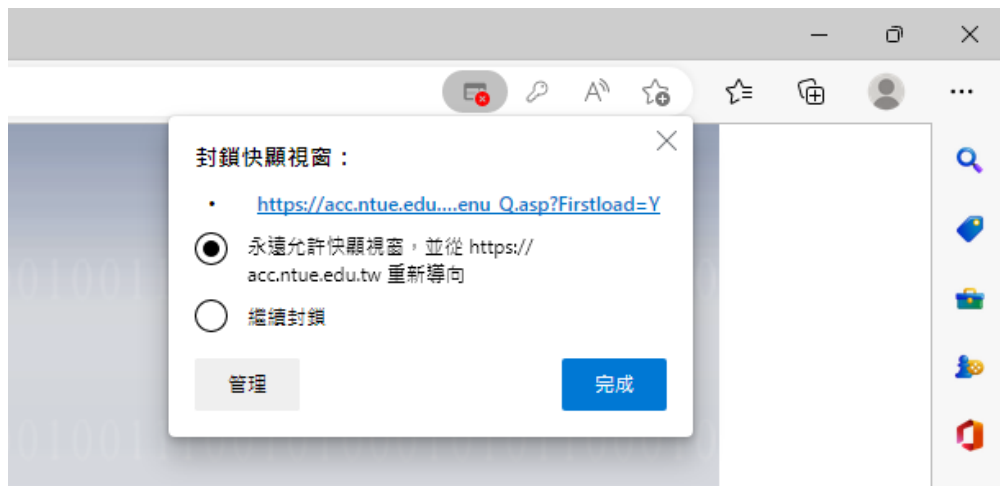 封鎖快顯視窗：
• https://acc.ntue.edu....enu_Q.asp?Firstload=Y
永遠允許快顯視窗，並從 https://
acc.ntue.edu.tw 重新導向
繼續封鎖
管理 完成